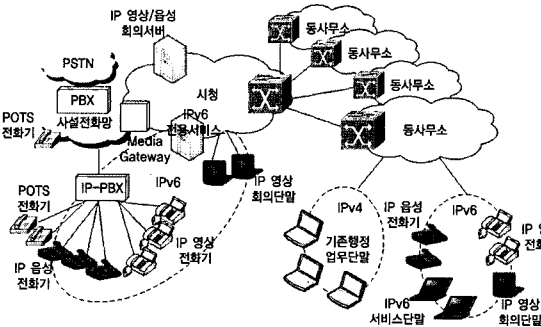 IP 영상/음성
회의서버
동사무소
동사무소
동사무소
동사무소
PSTN
PBX
사설전화망
POTS
전화기
시청
IPv6
전용서비스
Media
Gateway
IP-PBX
IPv6
IP 영상
회의단말
POTS
전화기
IP 영상
전화기
IP 음성
전화기
IPv4
기존행정
업무단말
IP 음성
전화기
IPv6
IPv6
서비스단말
IP 영상
회의단말